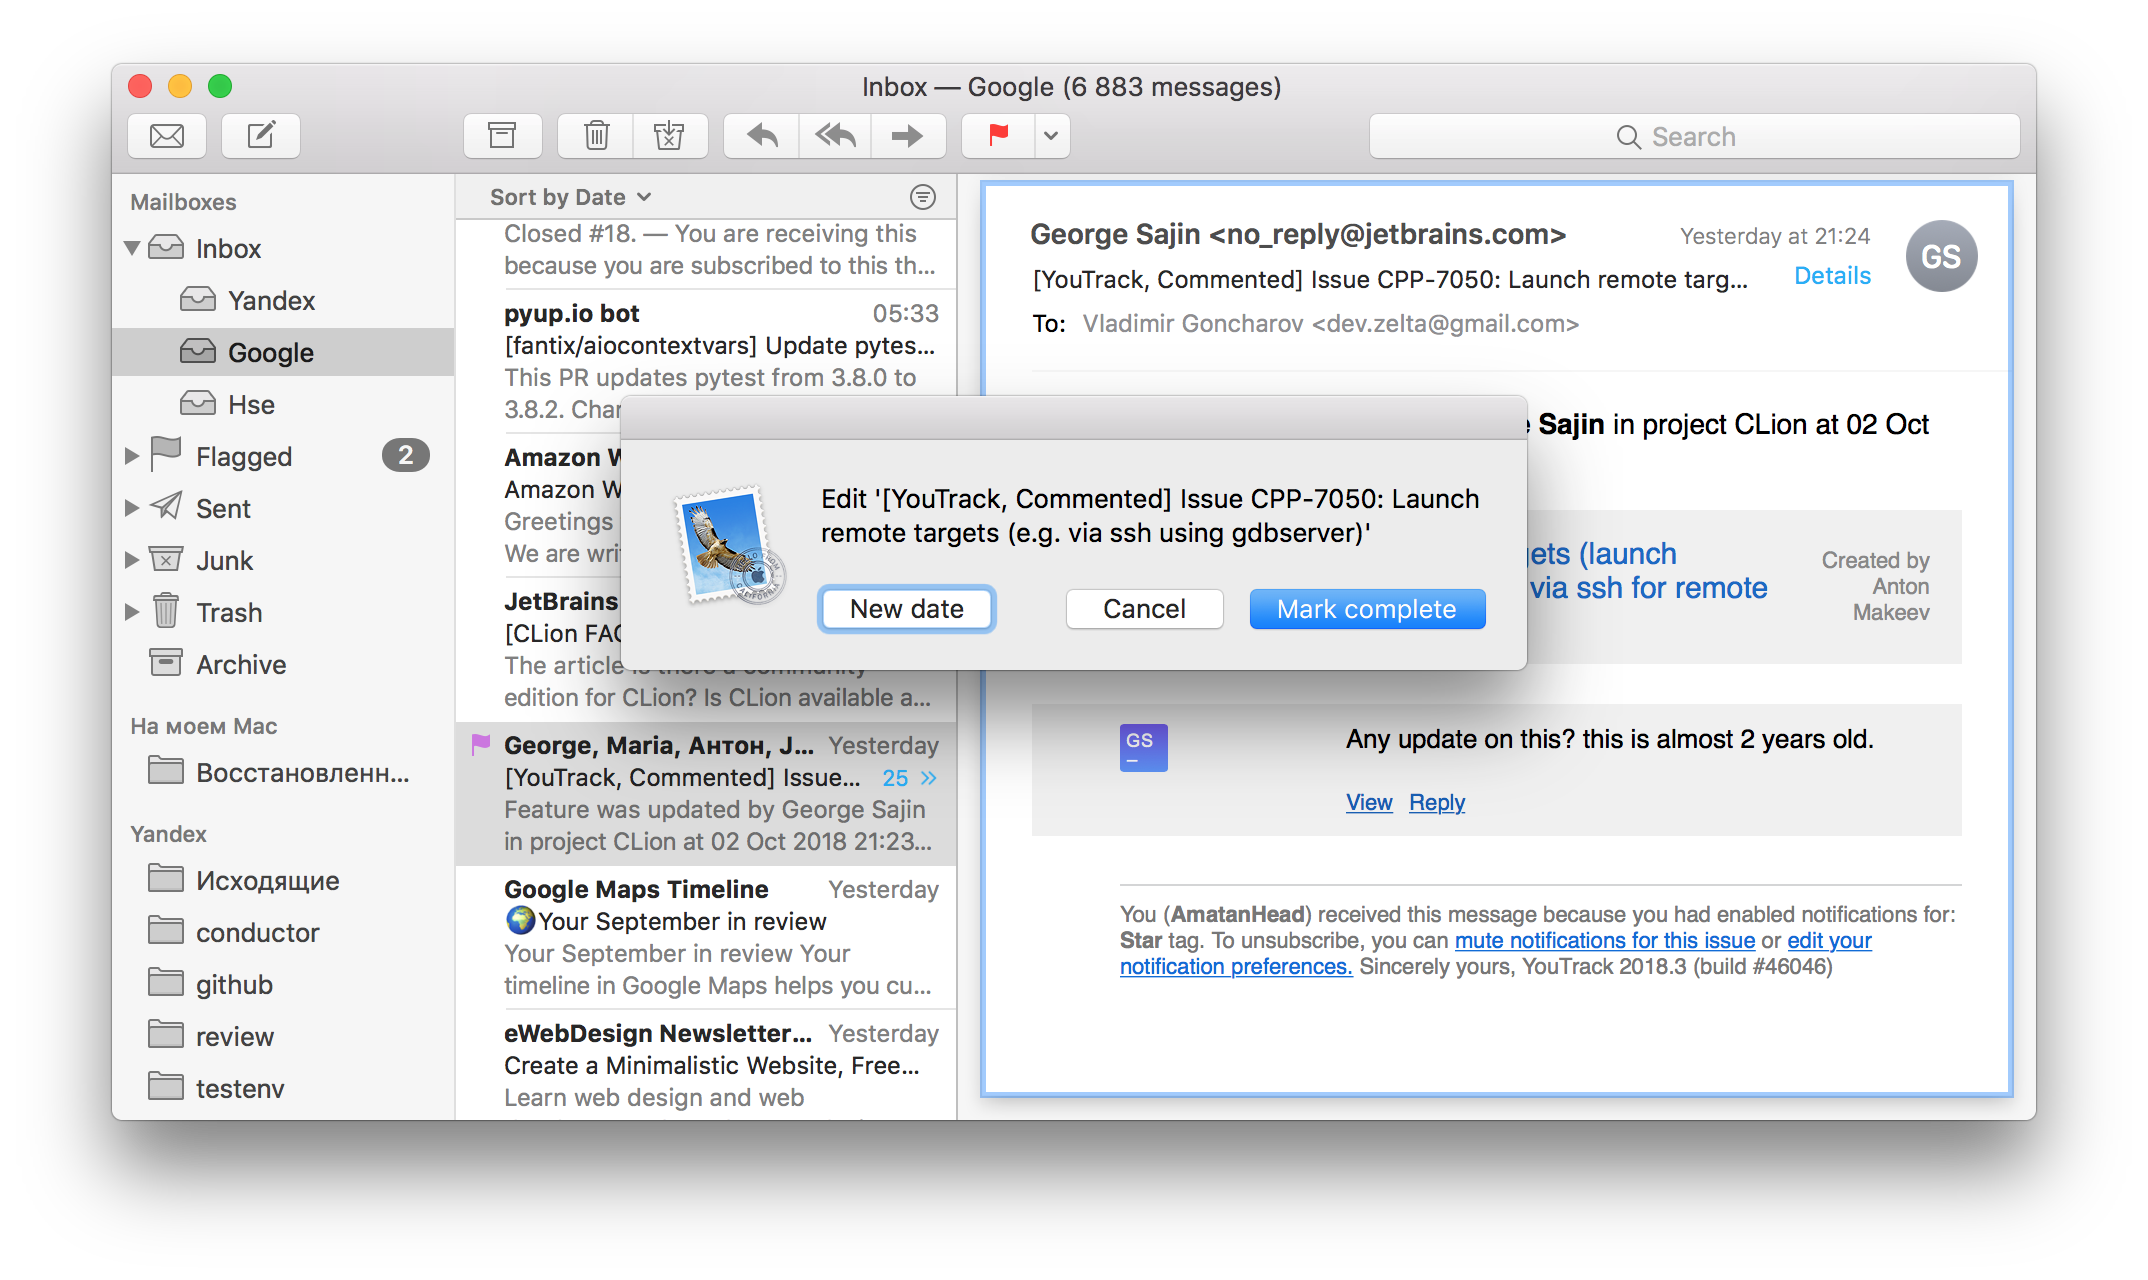 Inbox — Google (6 883 messages)
Search
Mailboxes
Inbox
Yandex
Google
Hse
Flagged
2
Sent
Junk
Trash
Archive
На моем Mac
Восстановленн...
Yandex
Исходящие
conductor
github
review
testenv
Sort by Date
Closed #18. — You are receiving this
because you are subscribed to this th...
pyup.io bot 05:33
[fantix/aiocontextvars] Update pytes...
This PR updates pytest from 3.8.0 to
3.8.2.
Amazon
Amazon
Greetings
We are
JetBrains
[CLion
The article is there a community
edition for CLion? Is CLion available a...
George, Maria, Антон, J... Yesterday
[YouTrack, Commented] Issue... 25 »
Feature was updated by George Sajin
in project CLion at 02 Oct 2018 21:23...
Google Maps Timeline Yesterday
🌍Your September in review
Your September in review Your
timeline in Google Maps helps you cu...
eWebDesign Newsletter... Yesterday
Create a Minimalistic Website, Free...
Learn web design and web
George Sajin <no_reply@jetbrains.com> Yesterday at 21:24
GS
[YouTrack, Commented] Issue CPP-7050: Launch remote targ... Details
To: Vladimir Goncharov <dev.zelta@gmail.com>
Sajin in project CLion at 02 Oct
(launch
via ssh for remote
Created by
Anton
Makeev
GS
Any update on this? this is almost 2 years old.
View Reply
You (AmatanHead) received this message because you had enabled notifications for:
Star tag. To unsubscribe, you can mute notifications for this issue or edit your
notification preferences. Sincerely yours, YouTrack 2018.3 (build #46046)
Edit '[YouTrack, Commented] Issue CPP-7050: Launch
remote targets (e.g. via ssh using gdbserver)'
New date
Cancel
Mark complete